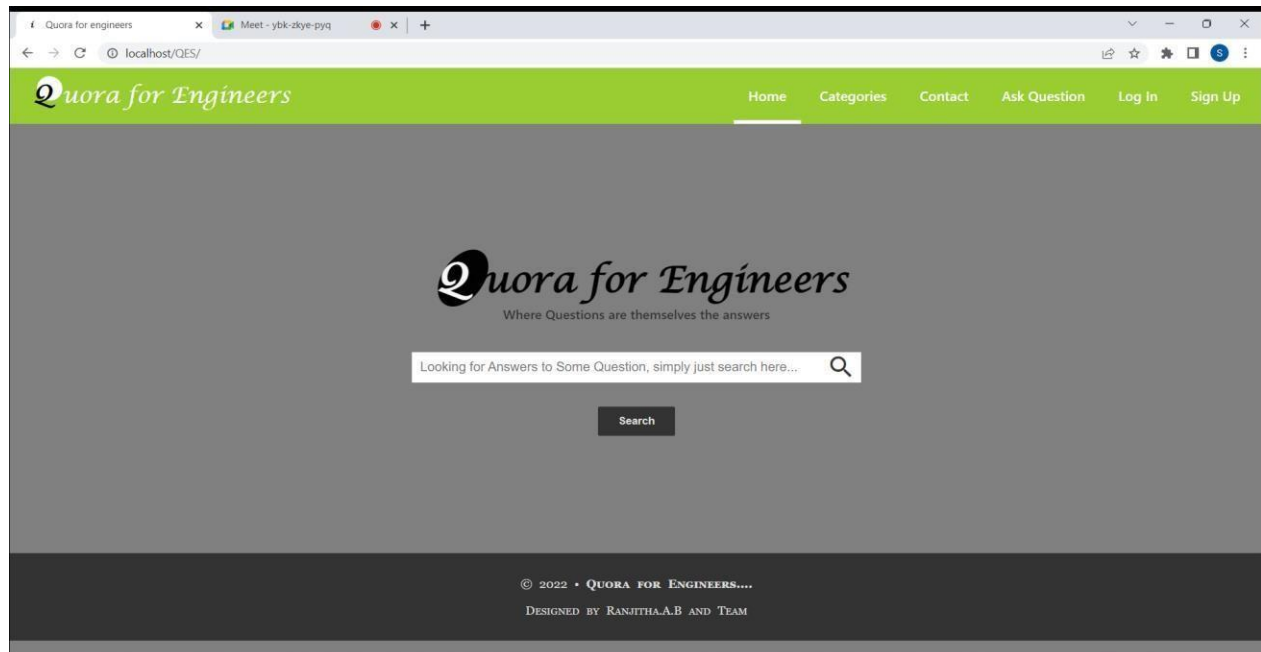 Quora for engineers
Meet - ybk-zkye-pyq
localhost/QES/
S
Quora for Engineers
Home Categories Contact Ask Question Log In Sign Up
Quora for Engineers
Where Questions are themselves the answers
Looking for Answers to Some Question, simply just search here...
Search
© 2022 • Quora for Engineers....
Designed by Ranjitha.A.B and Team